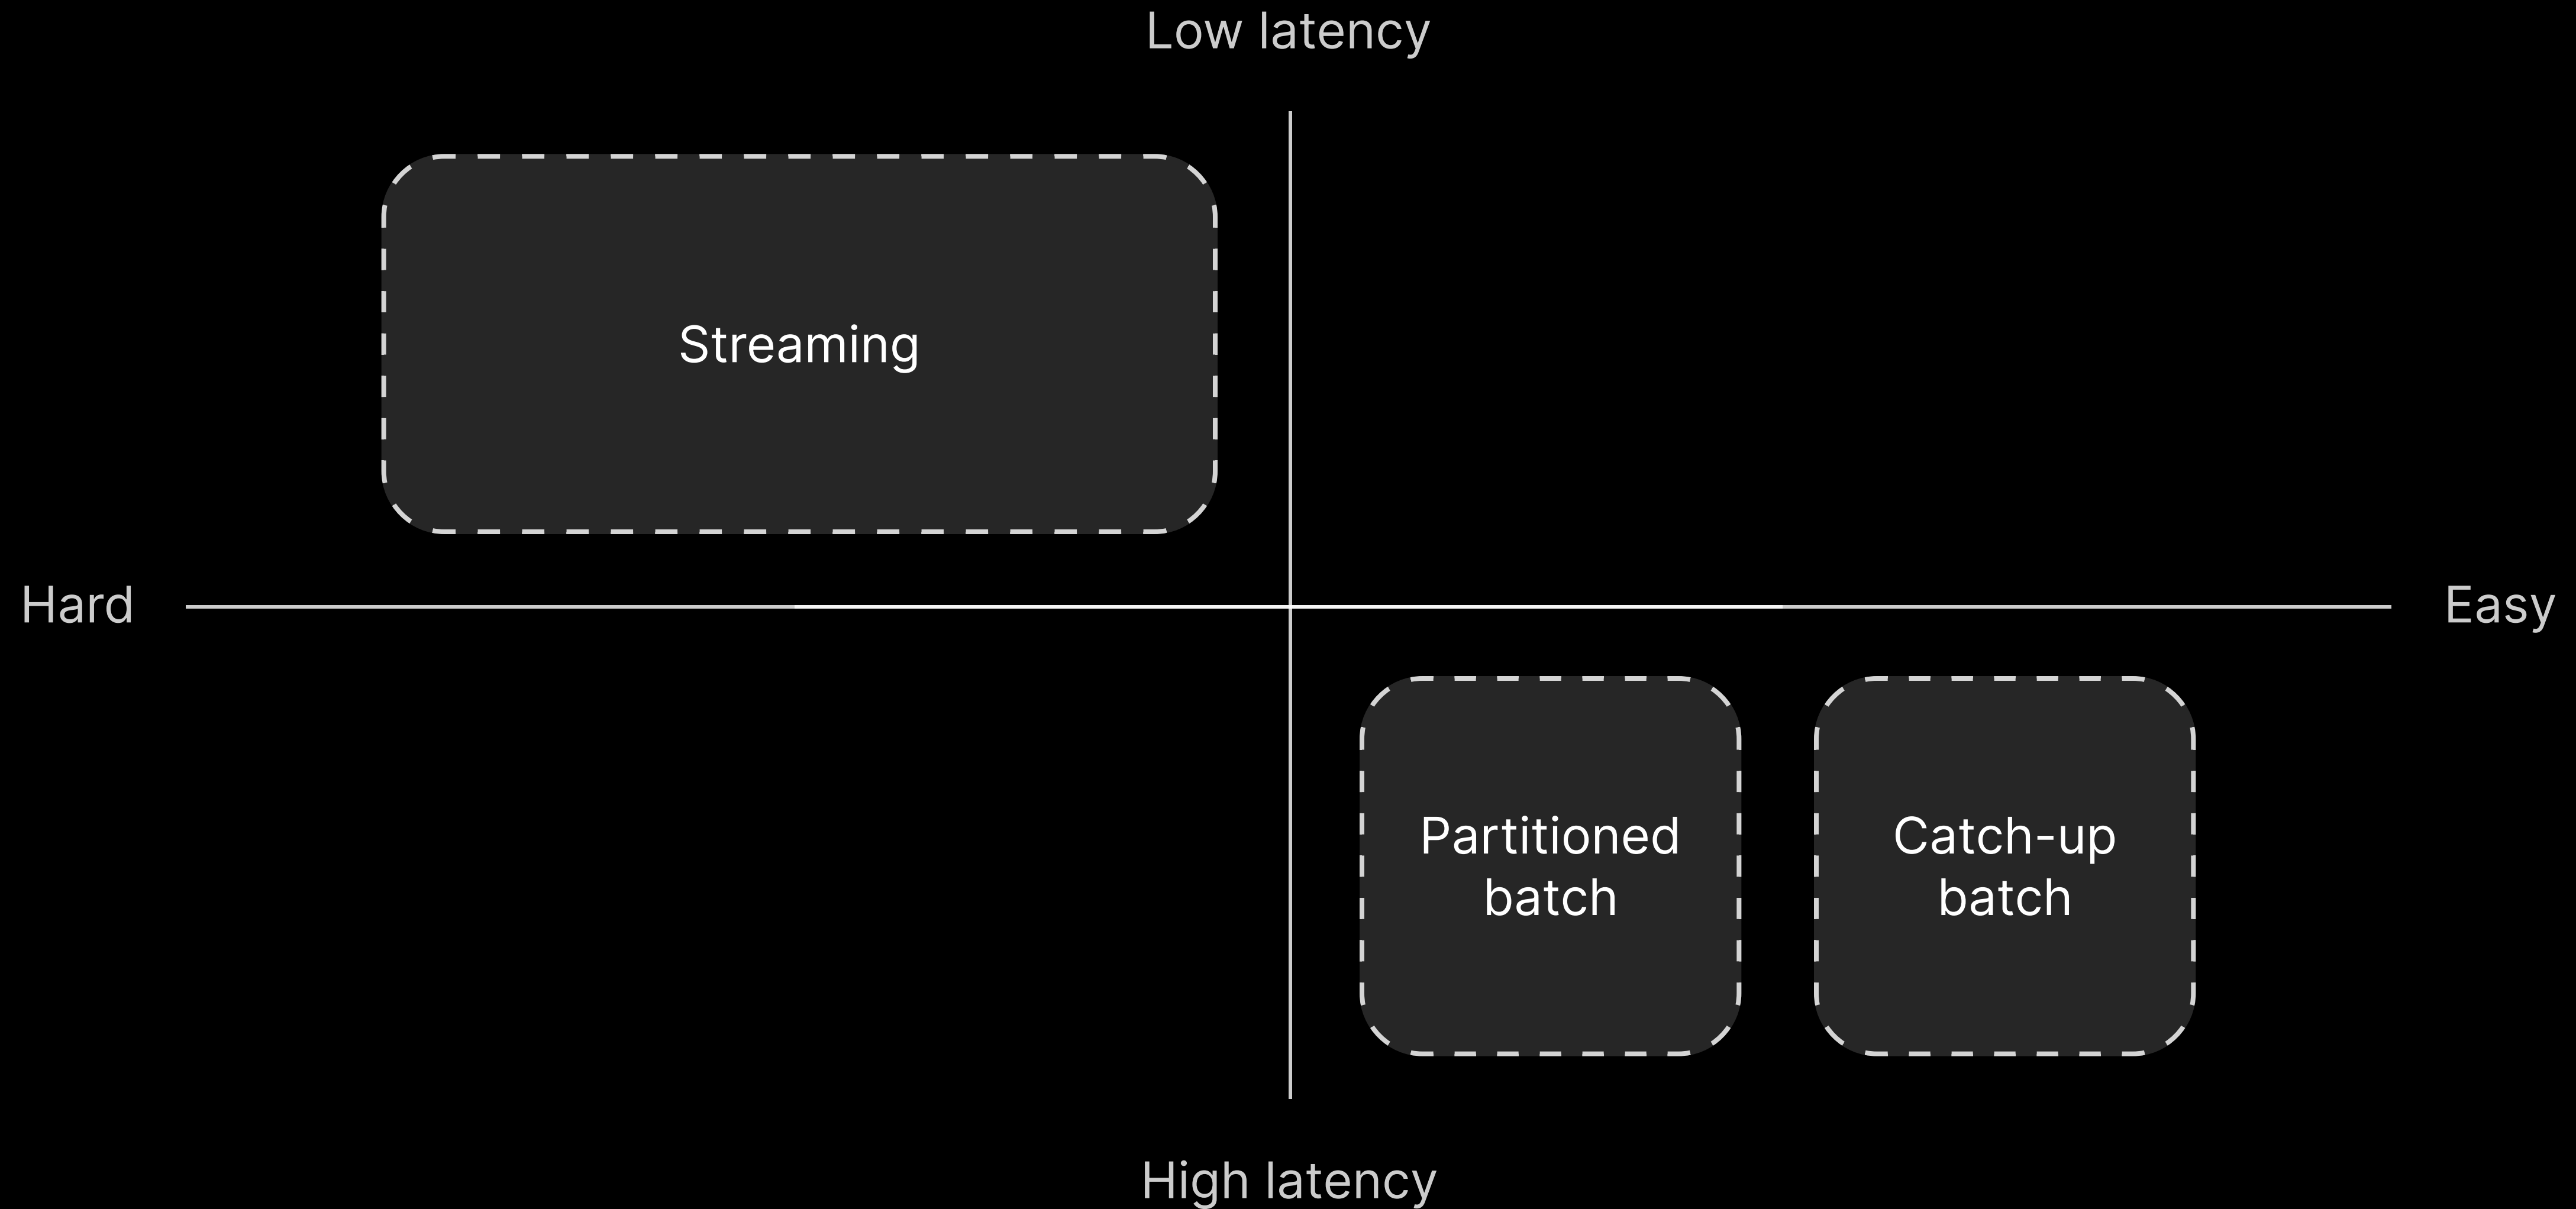 Low latency
Streaming
Hard
Easy
Partitioned
batch
Catch-up
batch
High latency